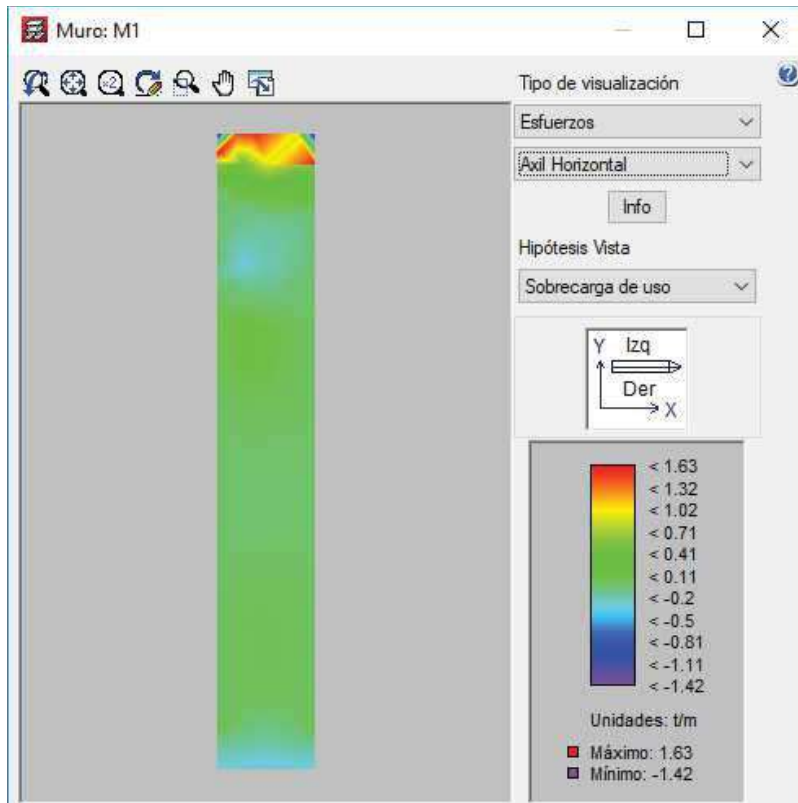 Muro: M1
x2
Tipo de visualización
Esfuerzos
Axil Horizontal
Info
Hipótesis Vista
Sobrecarga de uso
Y Izq
Der
X
< 1.63
< 1.32
< 1.02
< 0.71
< 0.41
< 0.11
< -0.2
< -0.5
< -0.81
< -1.11
< -1.42
Unidades: t/m
Máximo: 1.63
Mínimo: -1.42